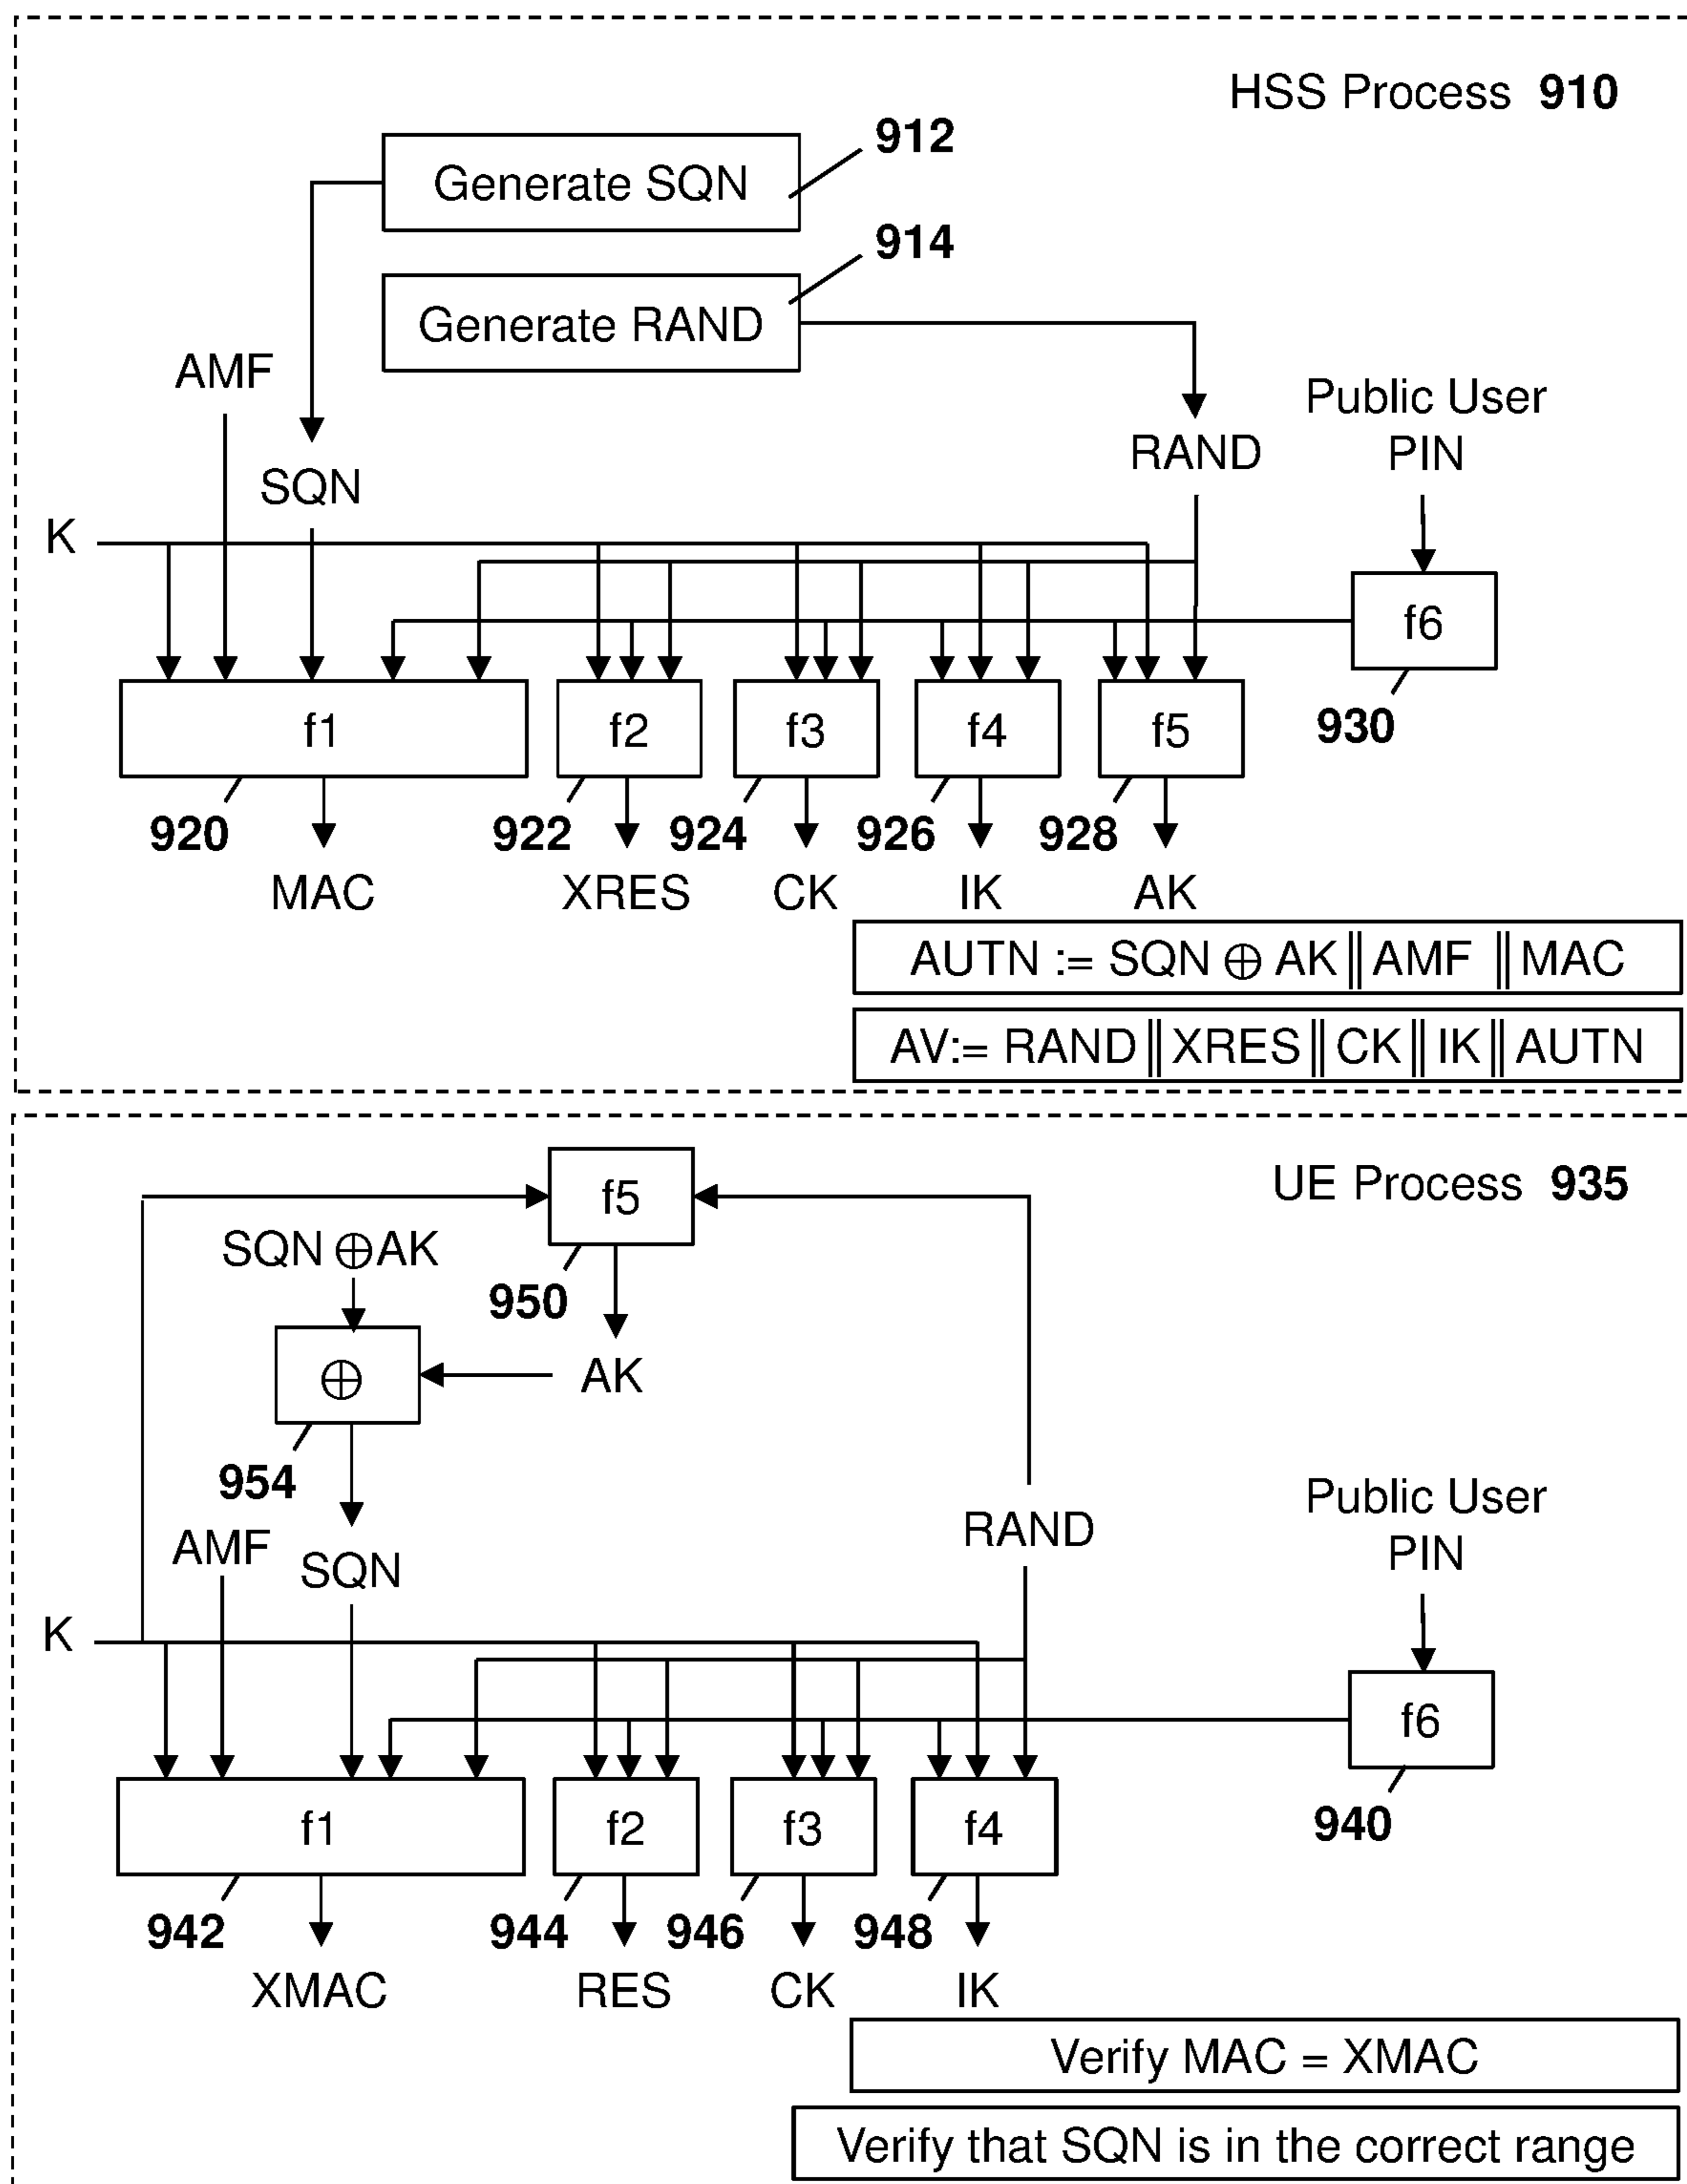 HSS Process 910
912
Generate SQN
914
Generate RAND
AMF
Public User
PIN
RAND
SQN
K
f6
f1
f2
f3
f4
f5
930
920
922
924
926
928
MAC
XRES
CK
IK
AK
AUTN := SQN ⊕ AK‖AMF ‖MAC
AV:= RAND‖XRES‖CK‖IK‖AUTN
UE Process 935
f5
SQN ⊕AK
950
⊕
AK
954
Public User
PIN
RAND
AMF
SQN
K
f6
f1
f2
f3
f4
940
942
944
946
948
XMAC
RES
CK
IK
Verify MAC = XMAC
Verify that SQN is in the correct range